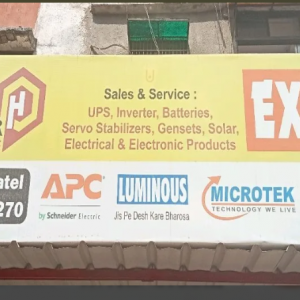 H
R
Sales & Service :
UPS, Inverter, Batteries,
Servo Stabilizers, Gensets, Solar,
Electrical & Electronic Products
EX
atel
270
APC
by Schneider Electric
LUMINOUS
Jis Pe Desh Kare Bharosa
MICROTEK
TECHNOLOGY WE LIVE